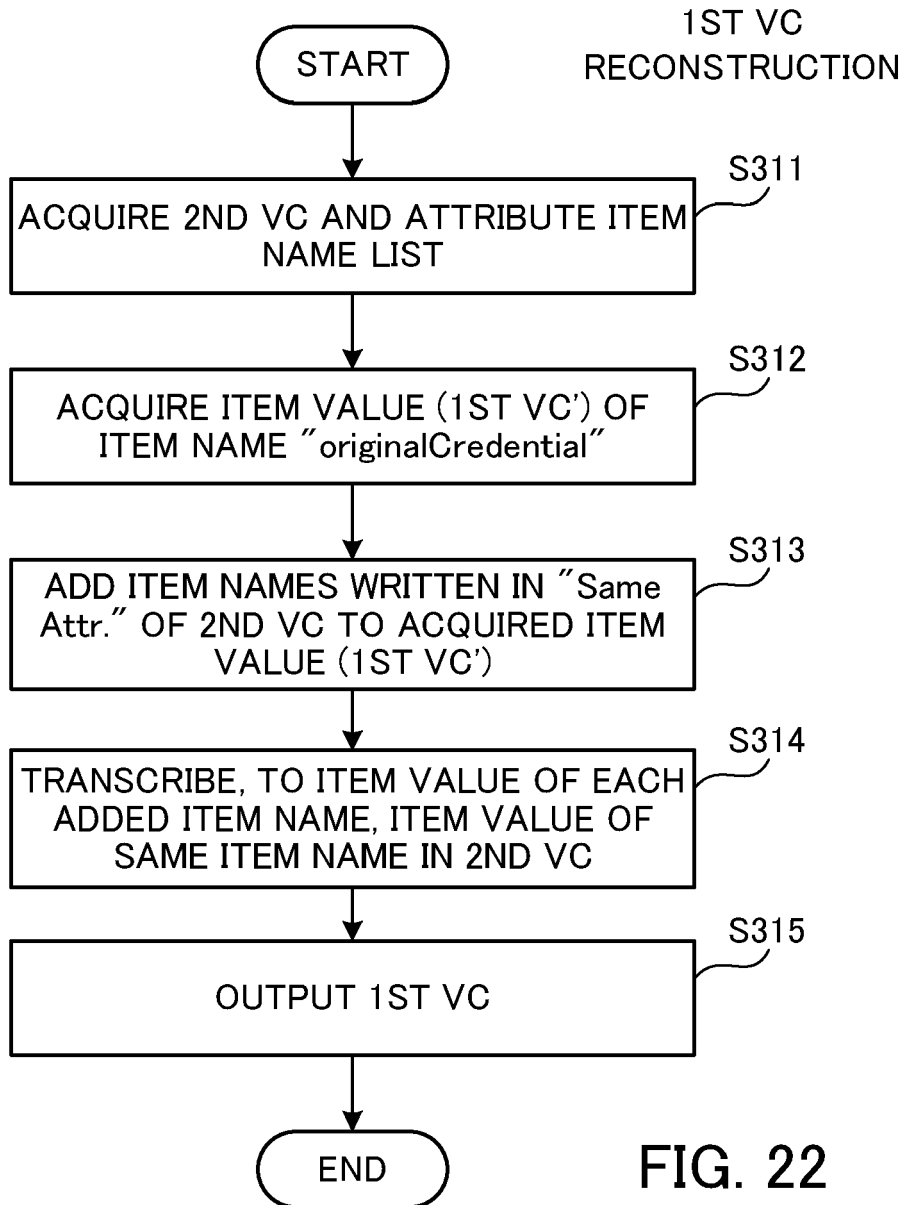 1ST VC
RECONSTRUCTION
START
S311
ACQUIRE 2ND VC AND ATTRIBUTE ITEM
NAME LIST
S312
ACQUIRE ITEM VALUE (1ST VC') OF
ITEM NAME "originalCredential"
S313
ADD ITEM NAMES WRITTEN IN "Same
Attr." OF 2ND VC TO ACQUIRED ITEM
VALUE (1ST VC')
S314
TRANSCRIBE, TO ITEM VALUE OF EACH
ADDED ITEM NAME, ITEM VALUE OF
SAME ITEM NAME IN 2ND VC
S315
OUTPUT 1ST VC
END
FIG. 22